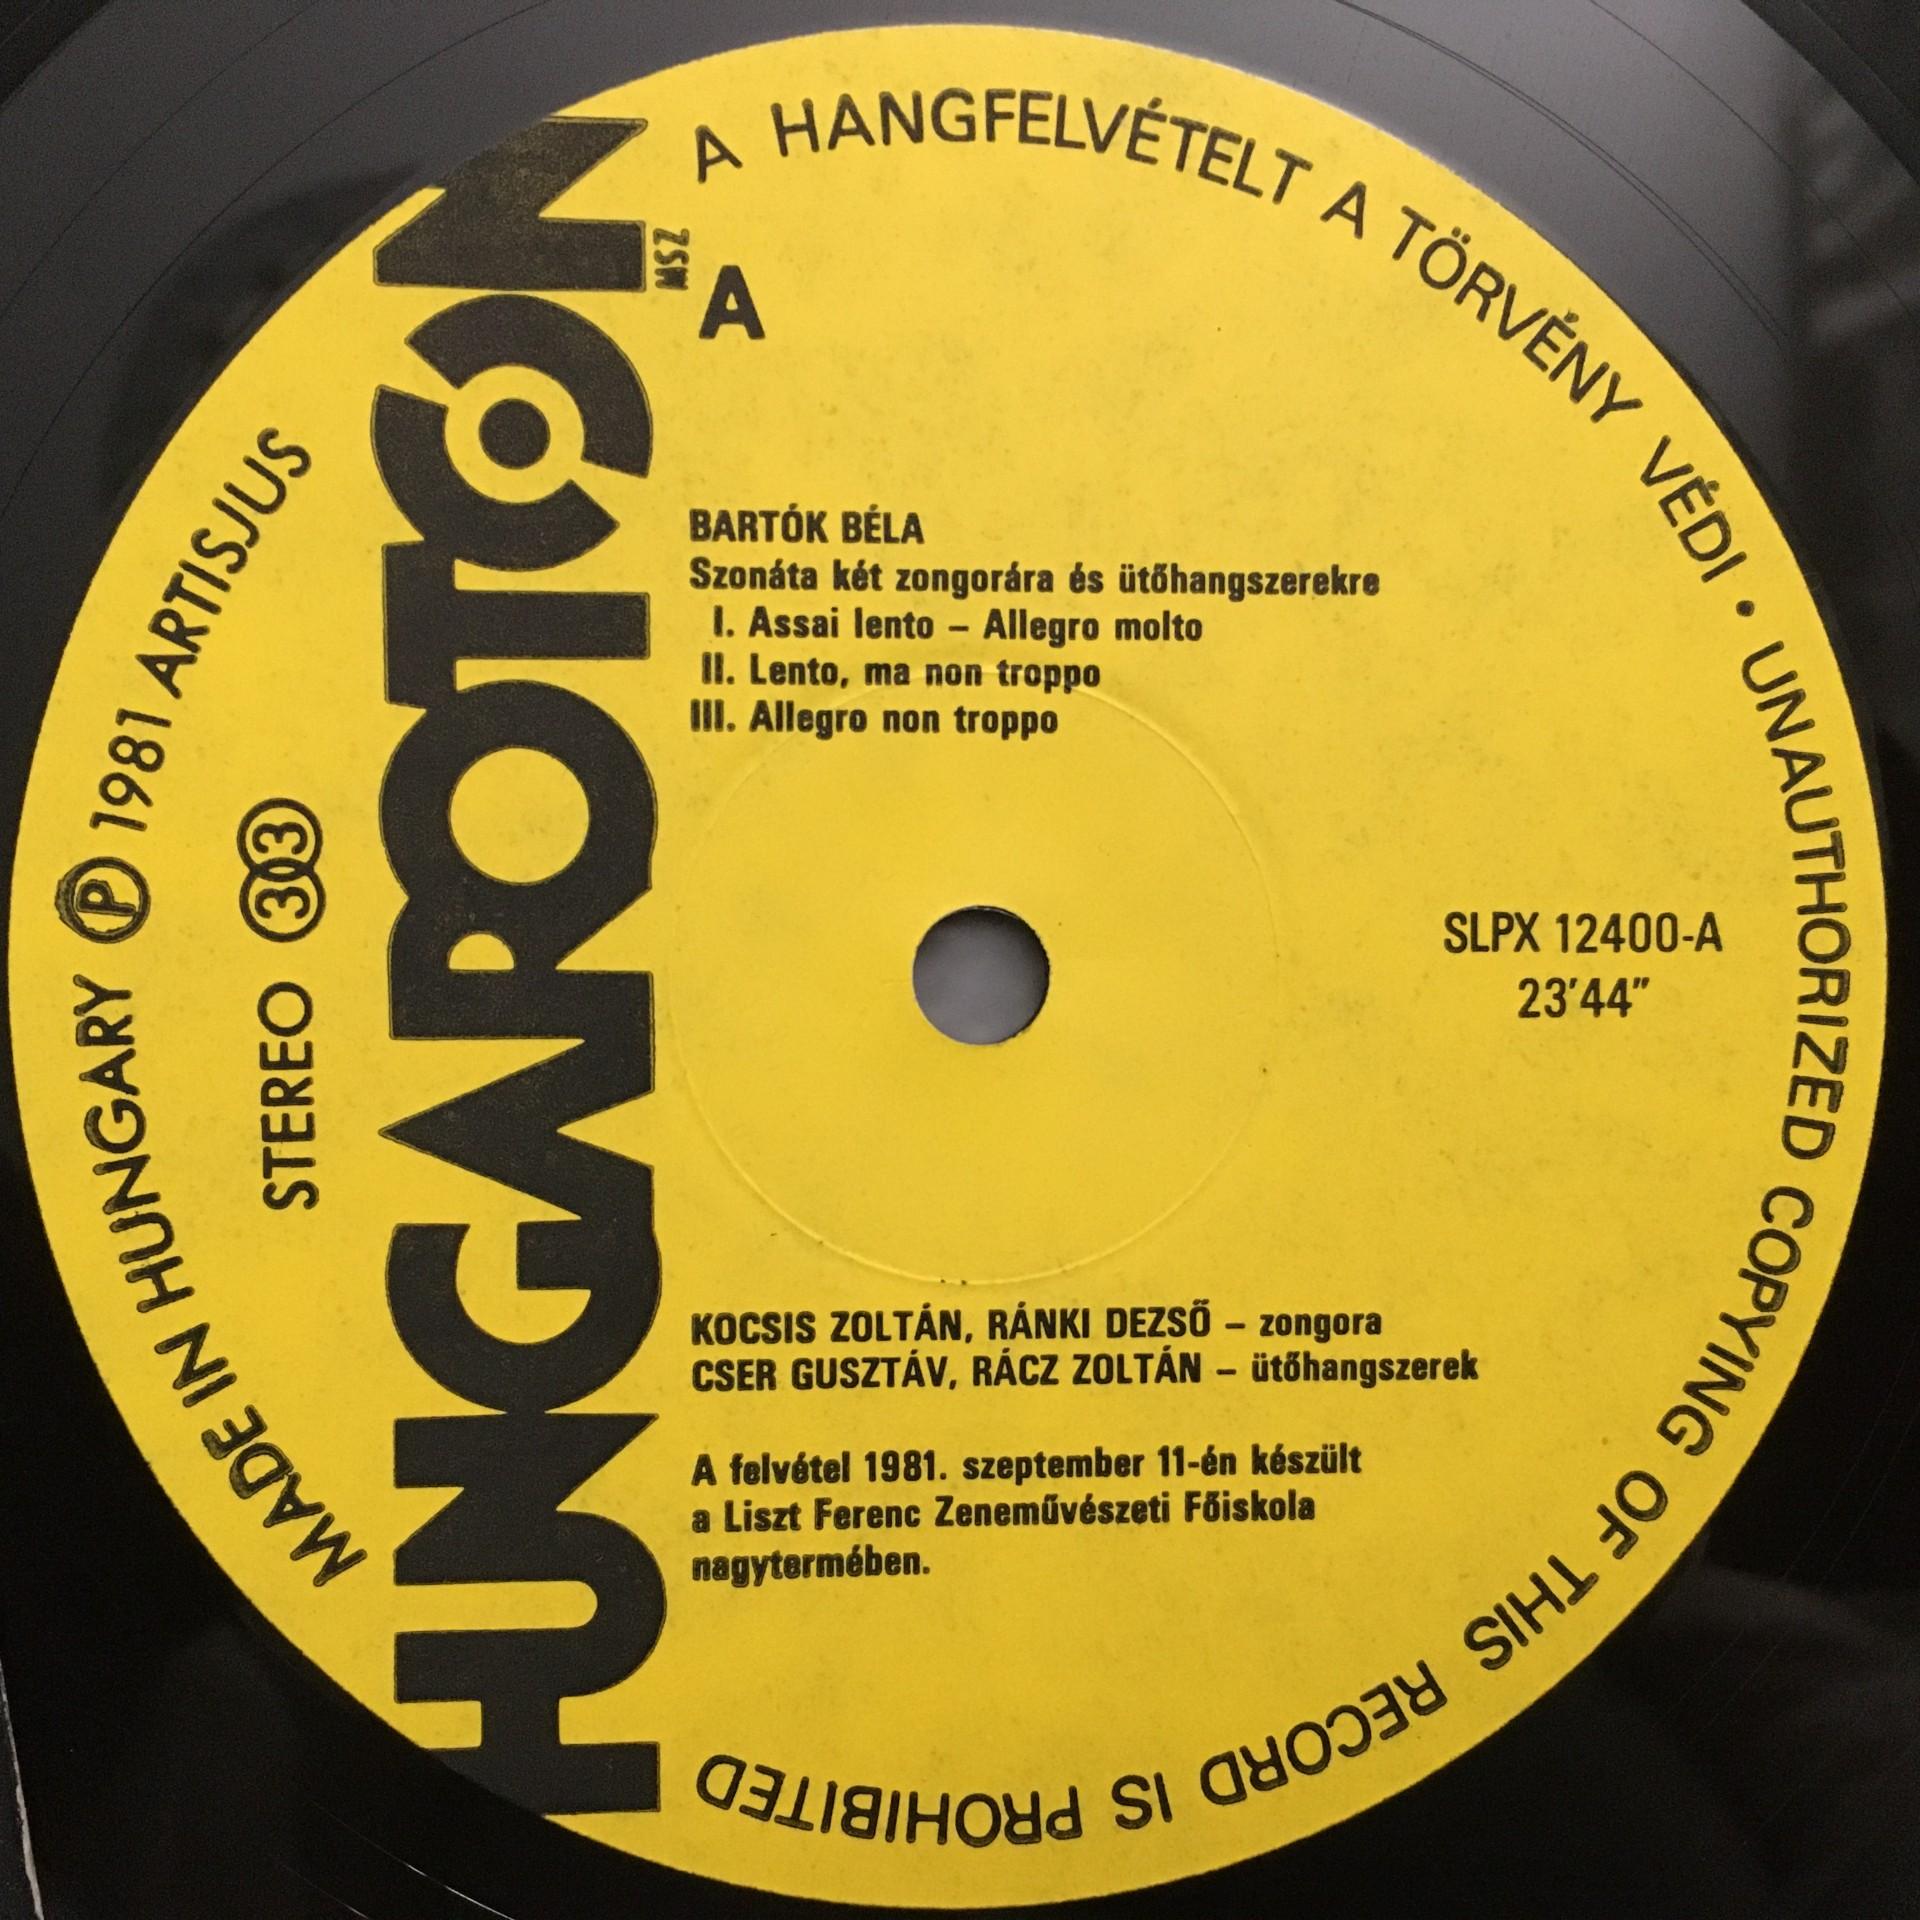 A HANGFELVÉTELT A TÖRVÉNY VÉDI • UNAUTHORIZED COPYING OF THIS RECORD IS PROHIBITED
MADE IN HUNGARY Ⓟ 1981 ARTISJUS
STEREO 33
HUNGAROTON
MSZ
A
BARTÓK BÉLA
Szonáta két zongorára és ütőhangszerekre
I. Assai lento – Allegro molto
II. Lento, ma non troppo
III. Allegro non troppo
SLPX 12400-A
23′44″
KOCSIS ZOLTÁN, RÁNKI DEZSŐ – zongora
CSER GUSZTÁV, RÁCZ ZOLTÁN – ütőhangszerek
A felvétel 1981. szeptember 11-én készült
a Liszt Ferenc Zeneművészeti Főiskola
nagytermében.